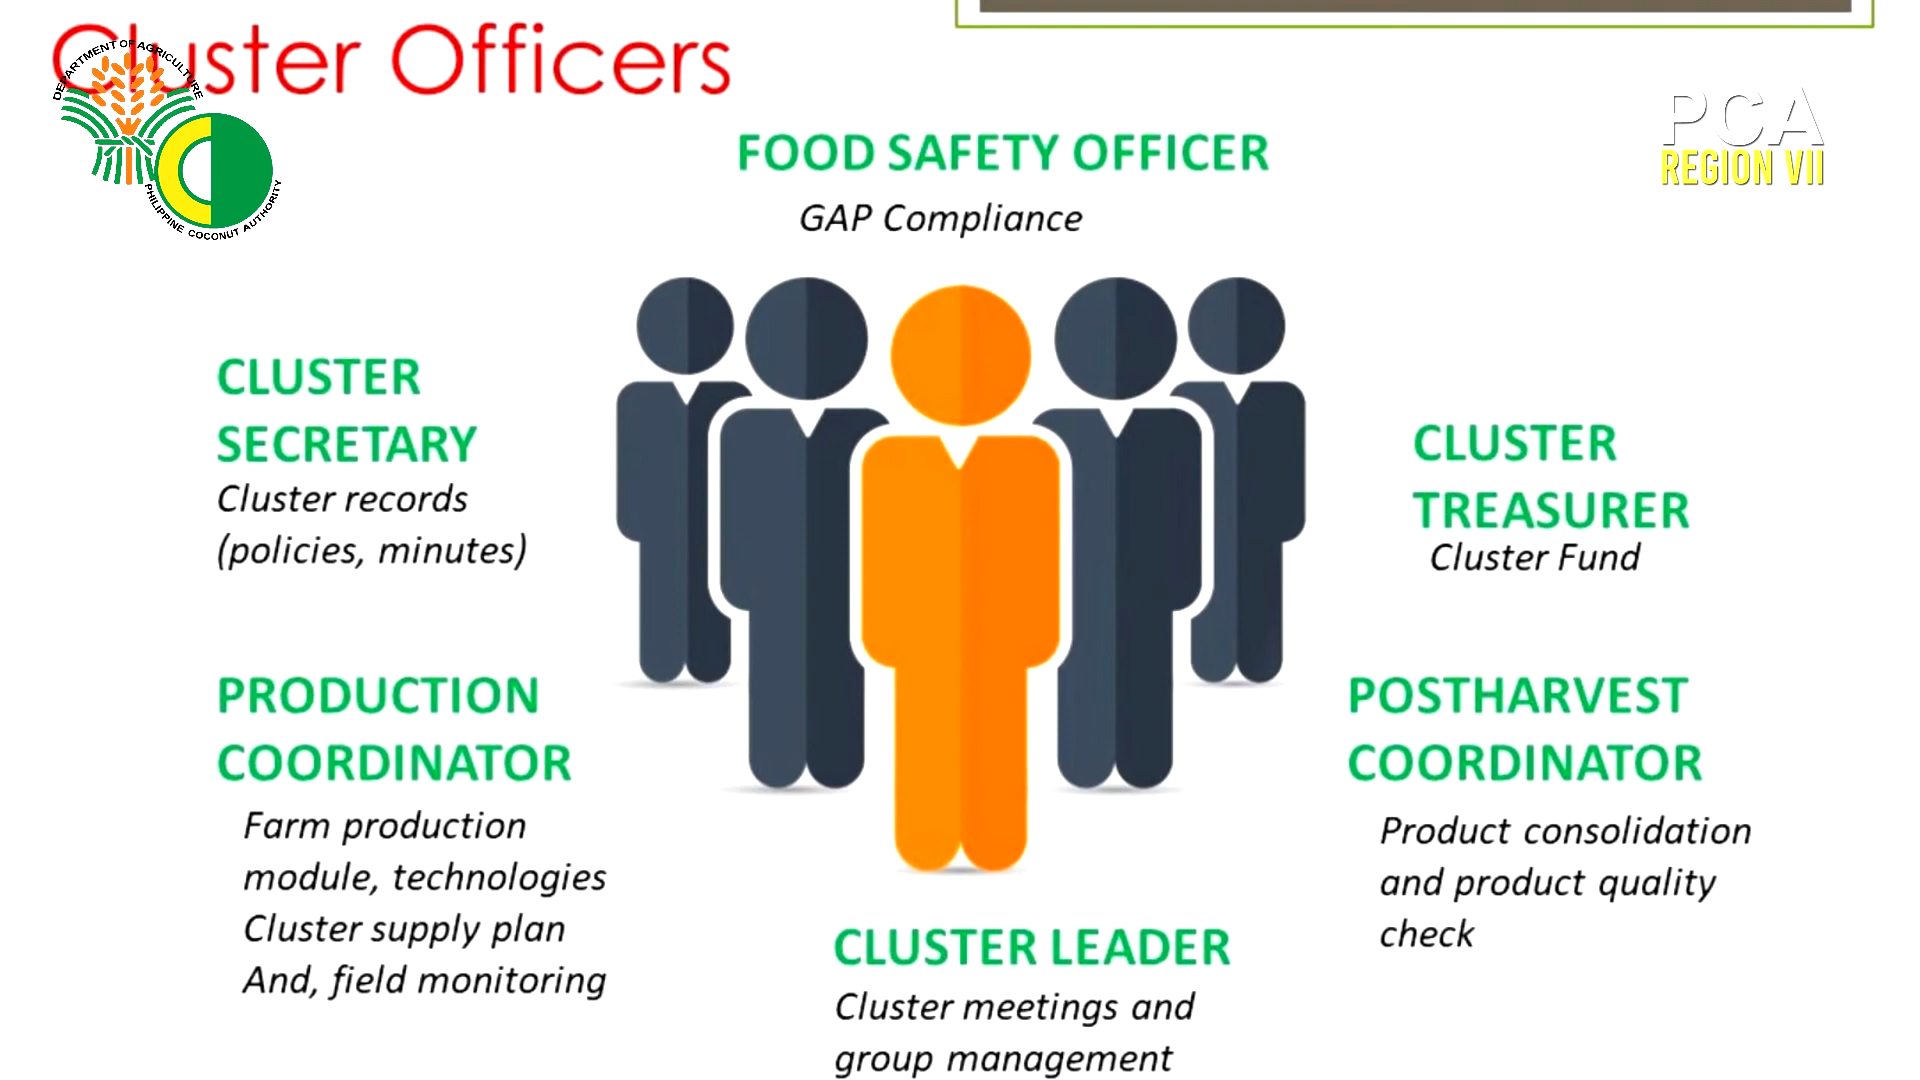 Cluster Officers
DEPARTMENT OF AGRICULTURE
PHILIPPINE COCONUT AUTHORITY
PCA
REGION VII
FOOD SAFETY OFFICER
GAP Compliance
CLUSTER
SECRETARY
Cluster records
(policies, minutes)
CLUSTER
TREASURER
Cluster Fund
PRODUCTION
COORDINATOR
Farm production
module, technologies
Cluster supply plan
And, field monitoring
POSTHARVEST
COORDINATOR
Product consolidation
and product quality
check
CLUSTER LEADER
Cluster meetings and
group management